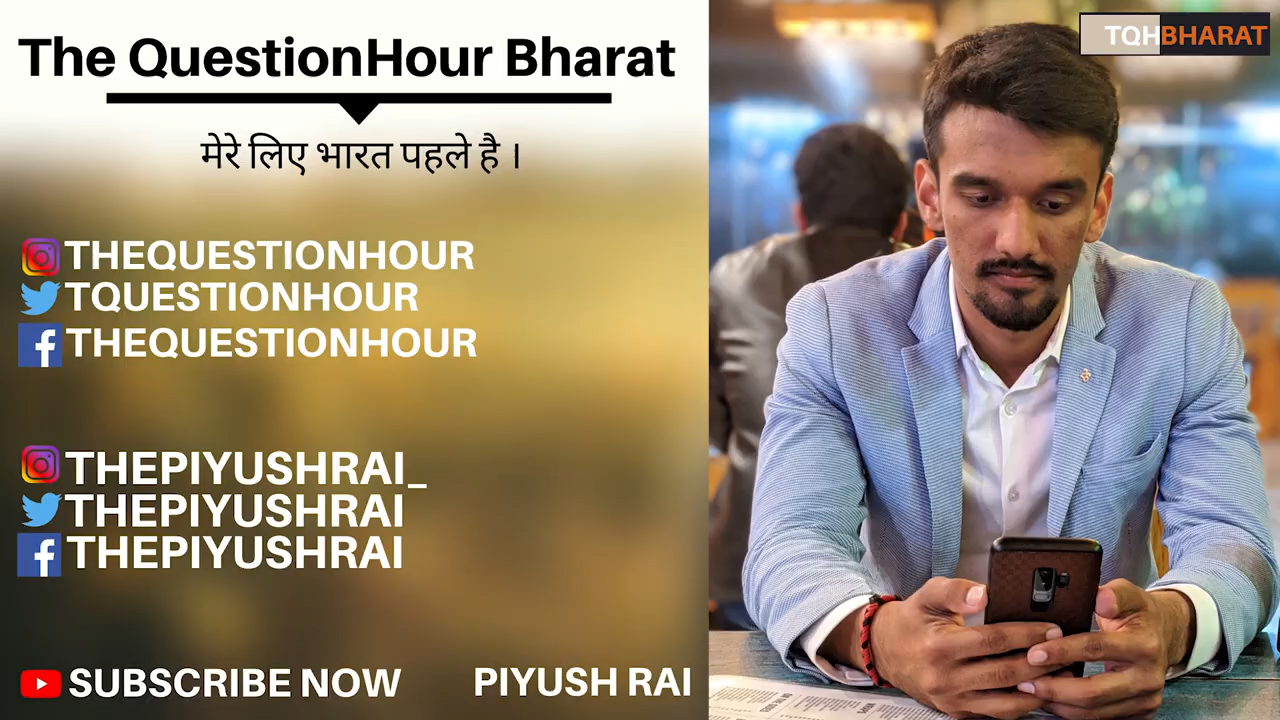 The QuestionHour Bharat
मेरे लिए भारत पहले है ।
THEQUESTIONHOUR
TQUESTIONHOUR
THEQUESTIONHOUR
THEPIYUSHRAI_
THEPIYUSHRAI
THEPIYUSHRAI
SUBSCRIBE NOW
PIYUSH RAI
TQHBHARAT